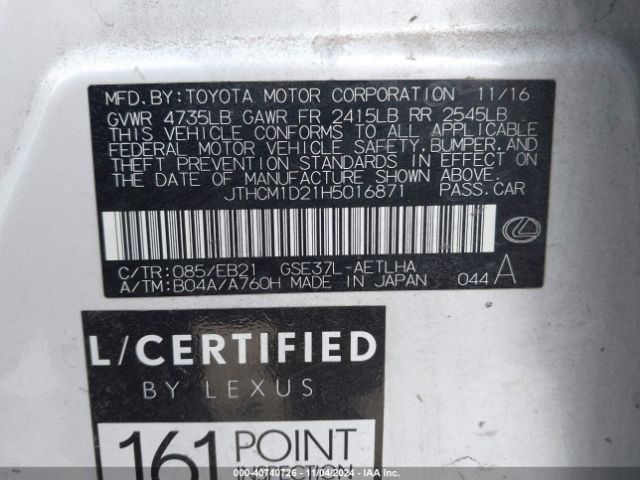 MFD.BY: TOYOTA MOTOR CORPORATION 11/16
GVWR 4735LB GAWR FR 2415LB RR 2545LB
THIS VEHICLE CONFORMS TO ALL APPLICABLE
FEDERAL MOTOR VEHICLE SAFETY, BUMPER, AND
THEFT PREVENTION STANDARDS IN EFFECT ON
THE DATE OF MANUFACTURE SHOWN ABOVE.
JTHCM1D21H5016871 PASS.CAR
C/TR: 085/EB21 GSE37L-AETLHA
A/TM: B04A/A760H MADE IN JAPAN 044 A
L/CERTIFIED
BY LEXUS
161 POINT
000-40740726 - 11/04/2024 - IAA Inc.